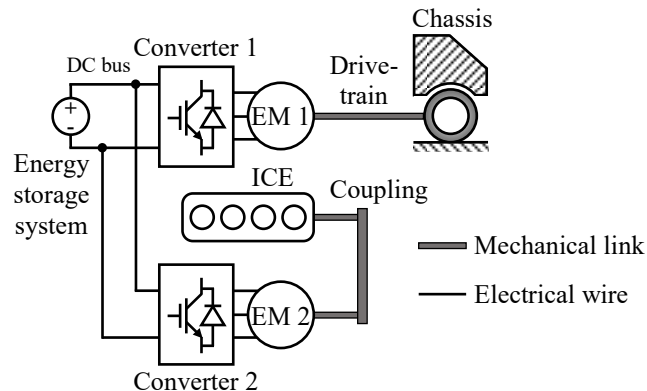 Chassis
Converter 1
DC bus
Drive-
train
+
-
EM 1
Energy
storage
system
ICE
Coupling
Mechanical link
Electrical wire
EM 2
Converter 2